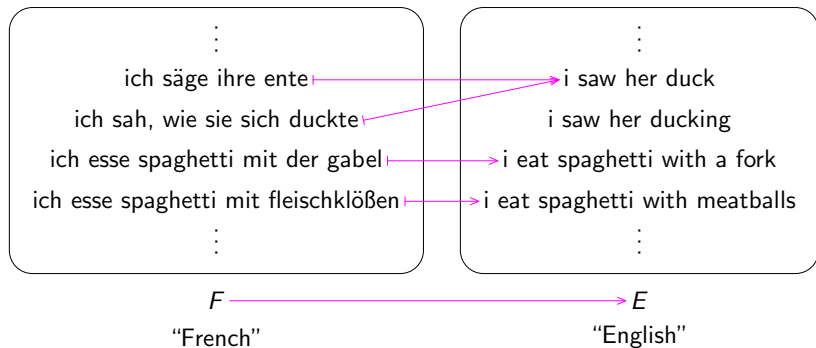 ich säge ihre ente
ich sah, wie sie sich duckte
ich esse spaghetti mit der gabel
ich esse spaghetti mit fleischklößen
i saw her duck
i saw her ducking
i eat spaghetti with a fork
i eat spaghetti with meatballs
F
E
“French”
“English”